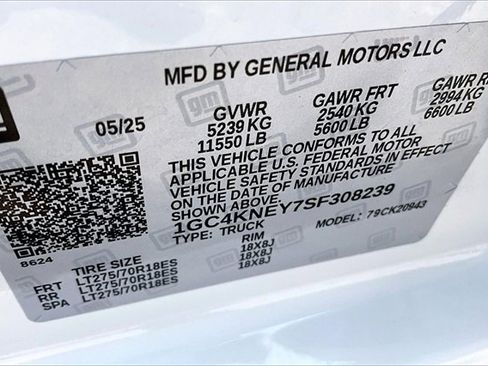 MFD BY GENERAL MOTORS LLC
05/25 GVWR GAWR FRT GAWR RR
5239 KG 2540 KG 2994 KG
11550 LB 5600 LB 6600 LB
THIS VEHICLE CONFORMS TO ALL
APPLICABLE U.S. FEDERAL MOTOR
VEHICLE SAFETY STANDARDS IN EFFECT
ON THE DATE OF MANUFACTURE
SHOWN ABOVE.
1GC4KNEY7SF308239
TYPE: TRUCK MODEL: 79CK20943
8624
TIRE SIZE RIM
FRT LT275/70R18ES 18X8J
RR LT275/70R18ES 18X8J
SPA LT275/70R18ES 18X8J